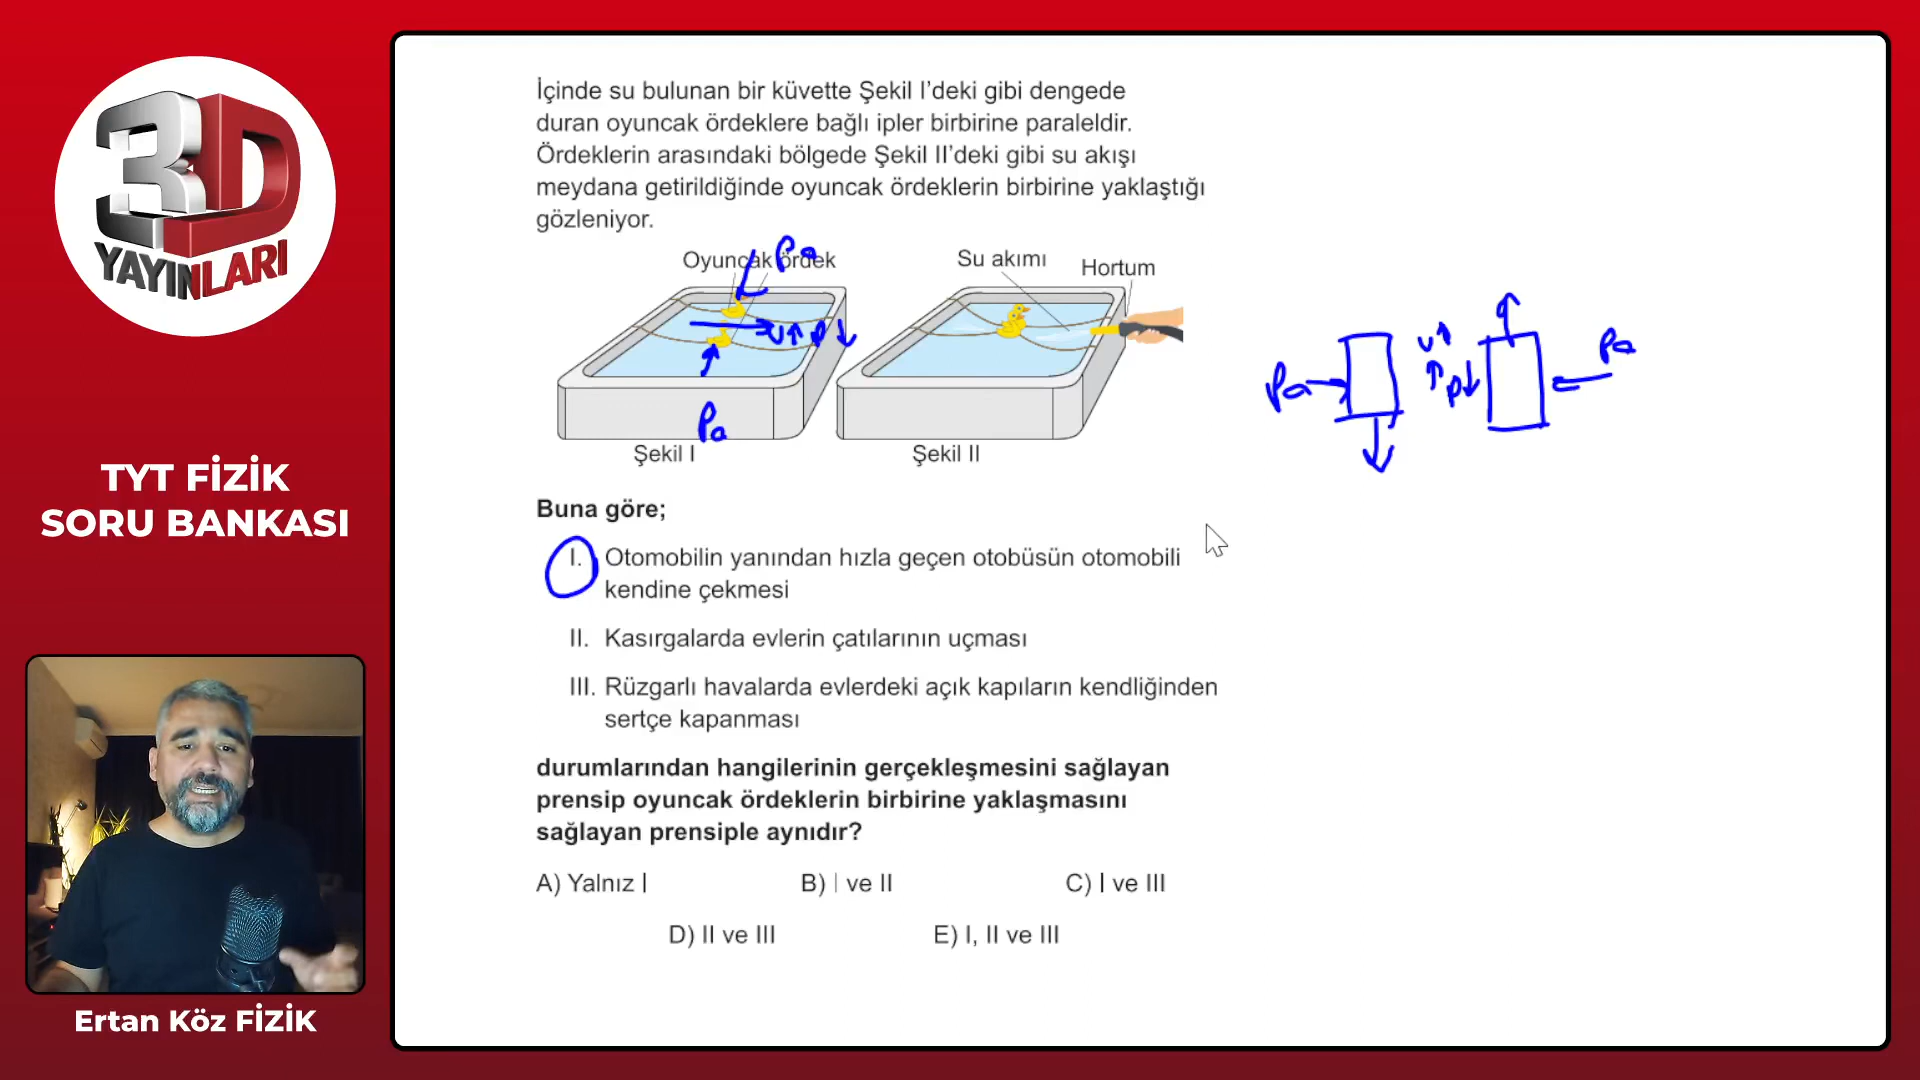 3D
YAYINLARI
TYT FİZİK
SORU BANKASI
Ertan Köz FİZİK
İçinde su bulunan bir küvette Şekil I'deki gibi dengede
duran oyuncak ördeklere bağlı ipler birbirine paraleldir.
Ördeklerin arasındaki bölgede Şekil II'deki gibi su akışı
meydana getirildiğinde oyuncak ördeklerin birbirine yaklaştığı
gözleniyor.
Oyuncak ördek
Pa
Su akımı
Hortum
v↑ P↓
Pa
Şekil I
Şekil II
Pa
v↑
P↓
Pa
Buna göre;
I. Otomobilin yanından hızla geçen otobüsün otomobili
kendine çekmesi
II. Kasırgalarda evlerin çatılarının uçması
III. Rüzgarlı havalarda evlerdeki açık kapıların kendliğinden
sertçe kapanması
durumlarından hangilerinin gerçekleşmesini sağlayan
prensip oyuncak ördeklerin birbirine yaklaşmasını
sağlayan prensiple aynıdır?
A) Yalnız I
B) I ve II
C) I ve III
D) II ve III
E) I, II ve III